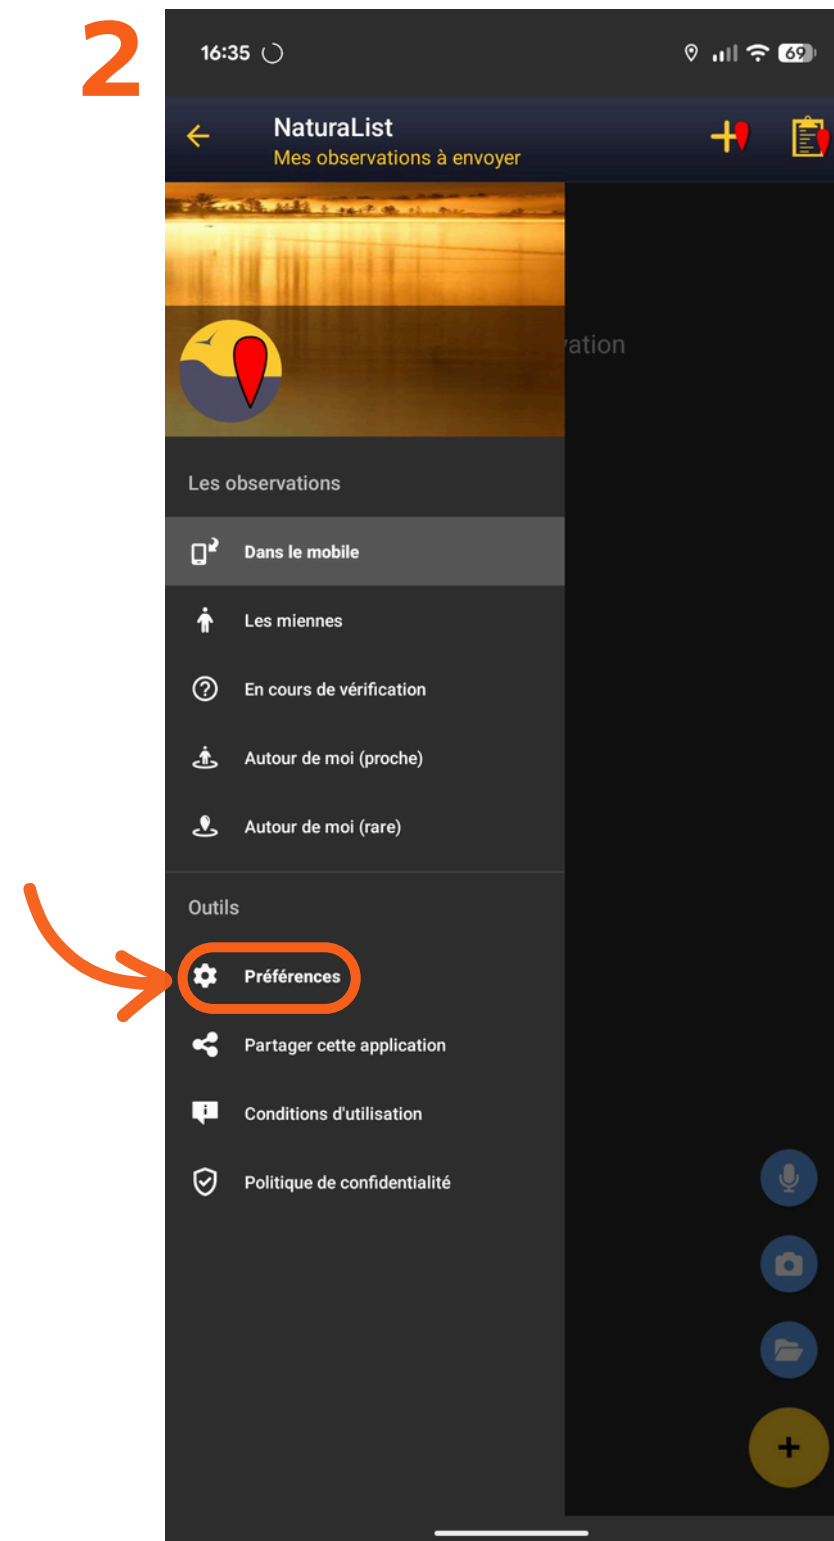 2
16:35
69
NaturaList
Mes observations à envoyer
vation
Les observations
Dans le mobile
Les miennes
En cours de vérification
Autour de moi (proche)
Autour de moi (rare)
Outils
Préférences
Partager cette application
Conditions d'utilisation
Politique de confidentialité